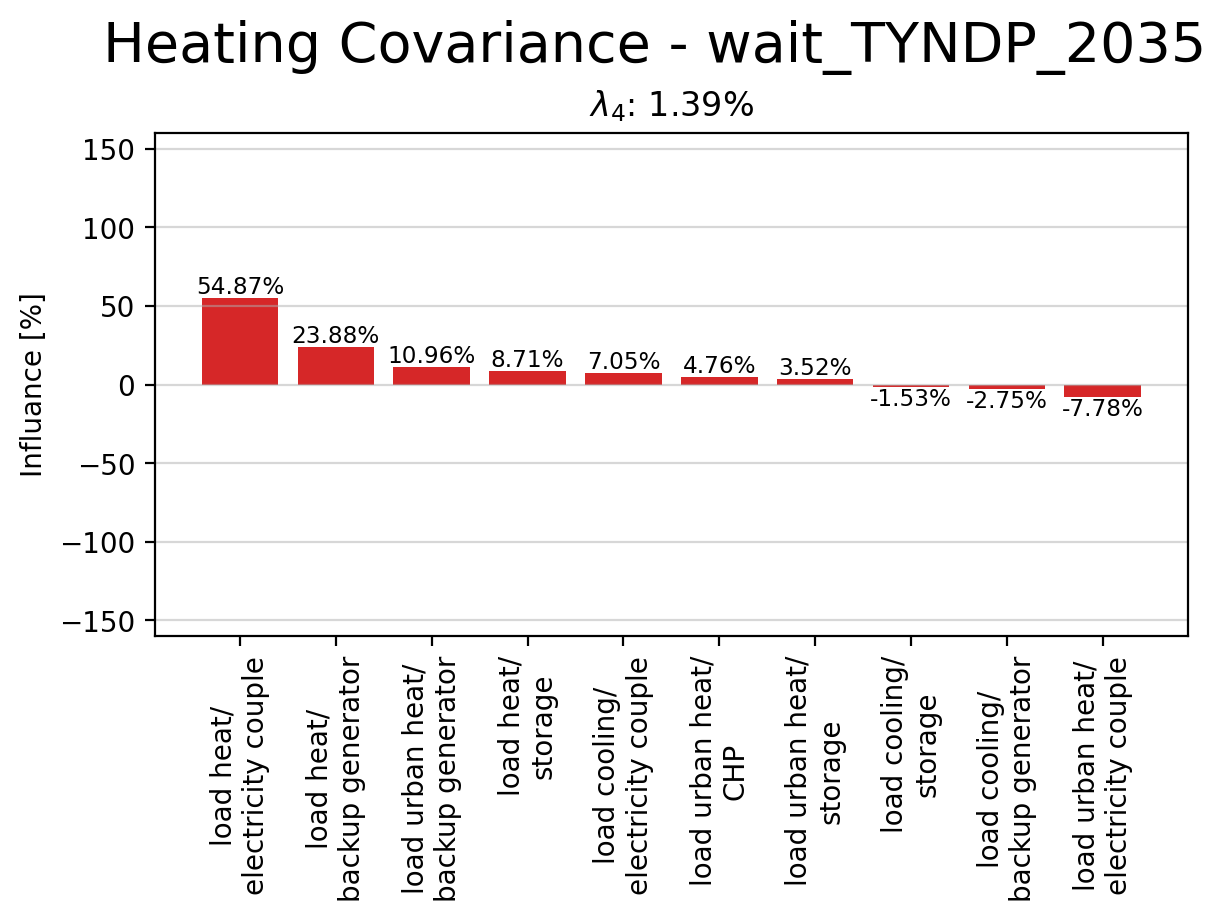 Heating Covariance - wait_TYNDP_2035
λ4: 1.39%
Influance [%]
150
100
50
0
−50
−100
−150
54.87%
23.88%
10.96%
8.71%
7.05%
4.76%
3.52%
-1.53%
-2.75%
-7.78%
load heat/
electricity couple
load heat/
backup generator
load urban heat/
backup generator
load heat/
storage
load cooling/
electricity couple
load urban heat/
CHP
load urban heat/
storage
load cooling/
storage
load cooling/
backup generator
load urban heat/
electricity couple